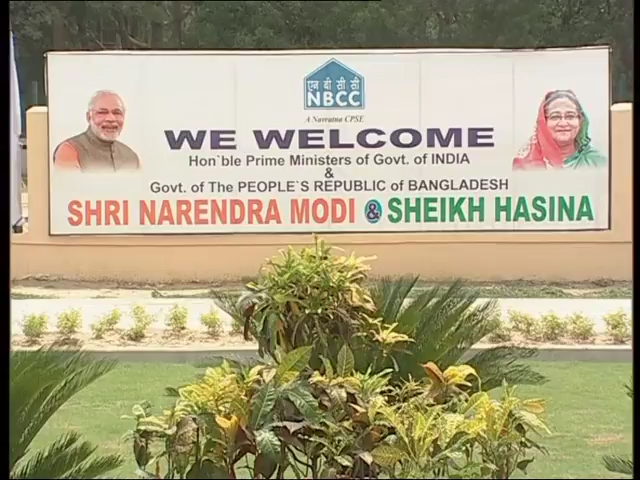 एन बी सी सी
NBCC
A Navratna CPSE
WE WELCOME
Hon`ble Prime Ministers of Govt. of INDIA
&
Govt. of The PEOPLE`S REPUBLIC of BANGLADESH
SHRI NARENDRA MODI & SHEIKH HASINA